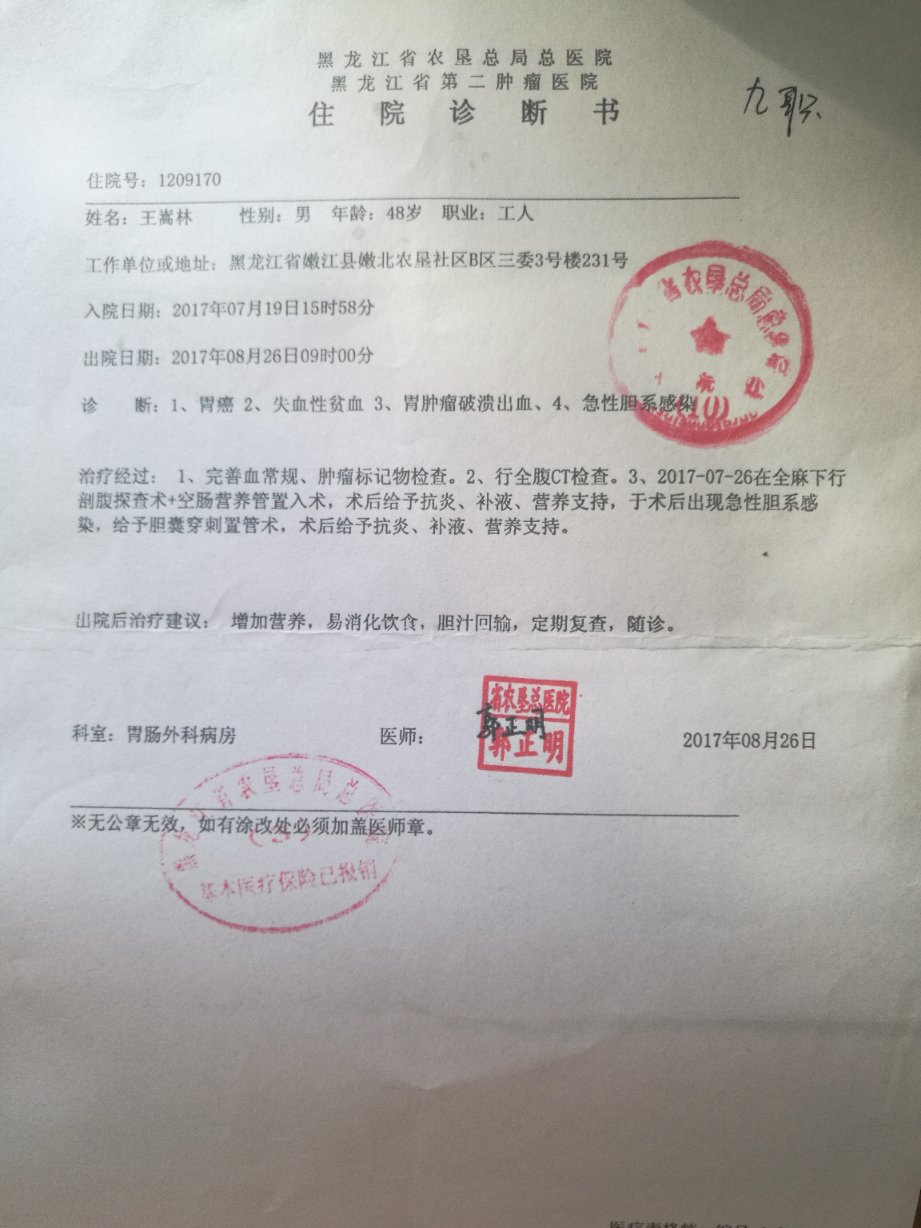 黑龙江省农垦总局总医院
黑龙江省第二肿瘤医院
住院诊断书
九职
住院号：1209170
姓名：王嵩林 性别：男 年龄：48岁 职业：工人
工作单位或地址：黑龙江省嫩江县嫩北农垦社区B区三委3号楼231号
入院日期：2017年07月19日15时58分
出院日期：2017年08月26日09时00分
省农垦总局总医院
(10)
诊 断：1、胃癌 2、失血性贫血 3、胃肿瘤破溃出血、4、急性胆系感染
治疗经过： 1、完善血常规、肿瘤标记物检查。2、行全腹CT检查。3、2017-07-26在全麻下行
剖腹探查术+空肠营养管置入术，术后给予抗炎、补液、营养支持，于术后出现急性胆系感
染，给予胆囊穿刺置管术，术后给予抗炎、补液、营养支持。
出院后治疗建议： 增加营养，易消化饮食，胆汁回输，定期复查，随诊。
省农垦总医院
郭正明
科室：胃肠外科病房 医师： 郭正明 2017年08月26日
※无公章无效，如有涂改处必须加盖医师章。
黑龙江省农垦总局总医院
基本医疗保险已报销